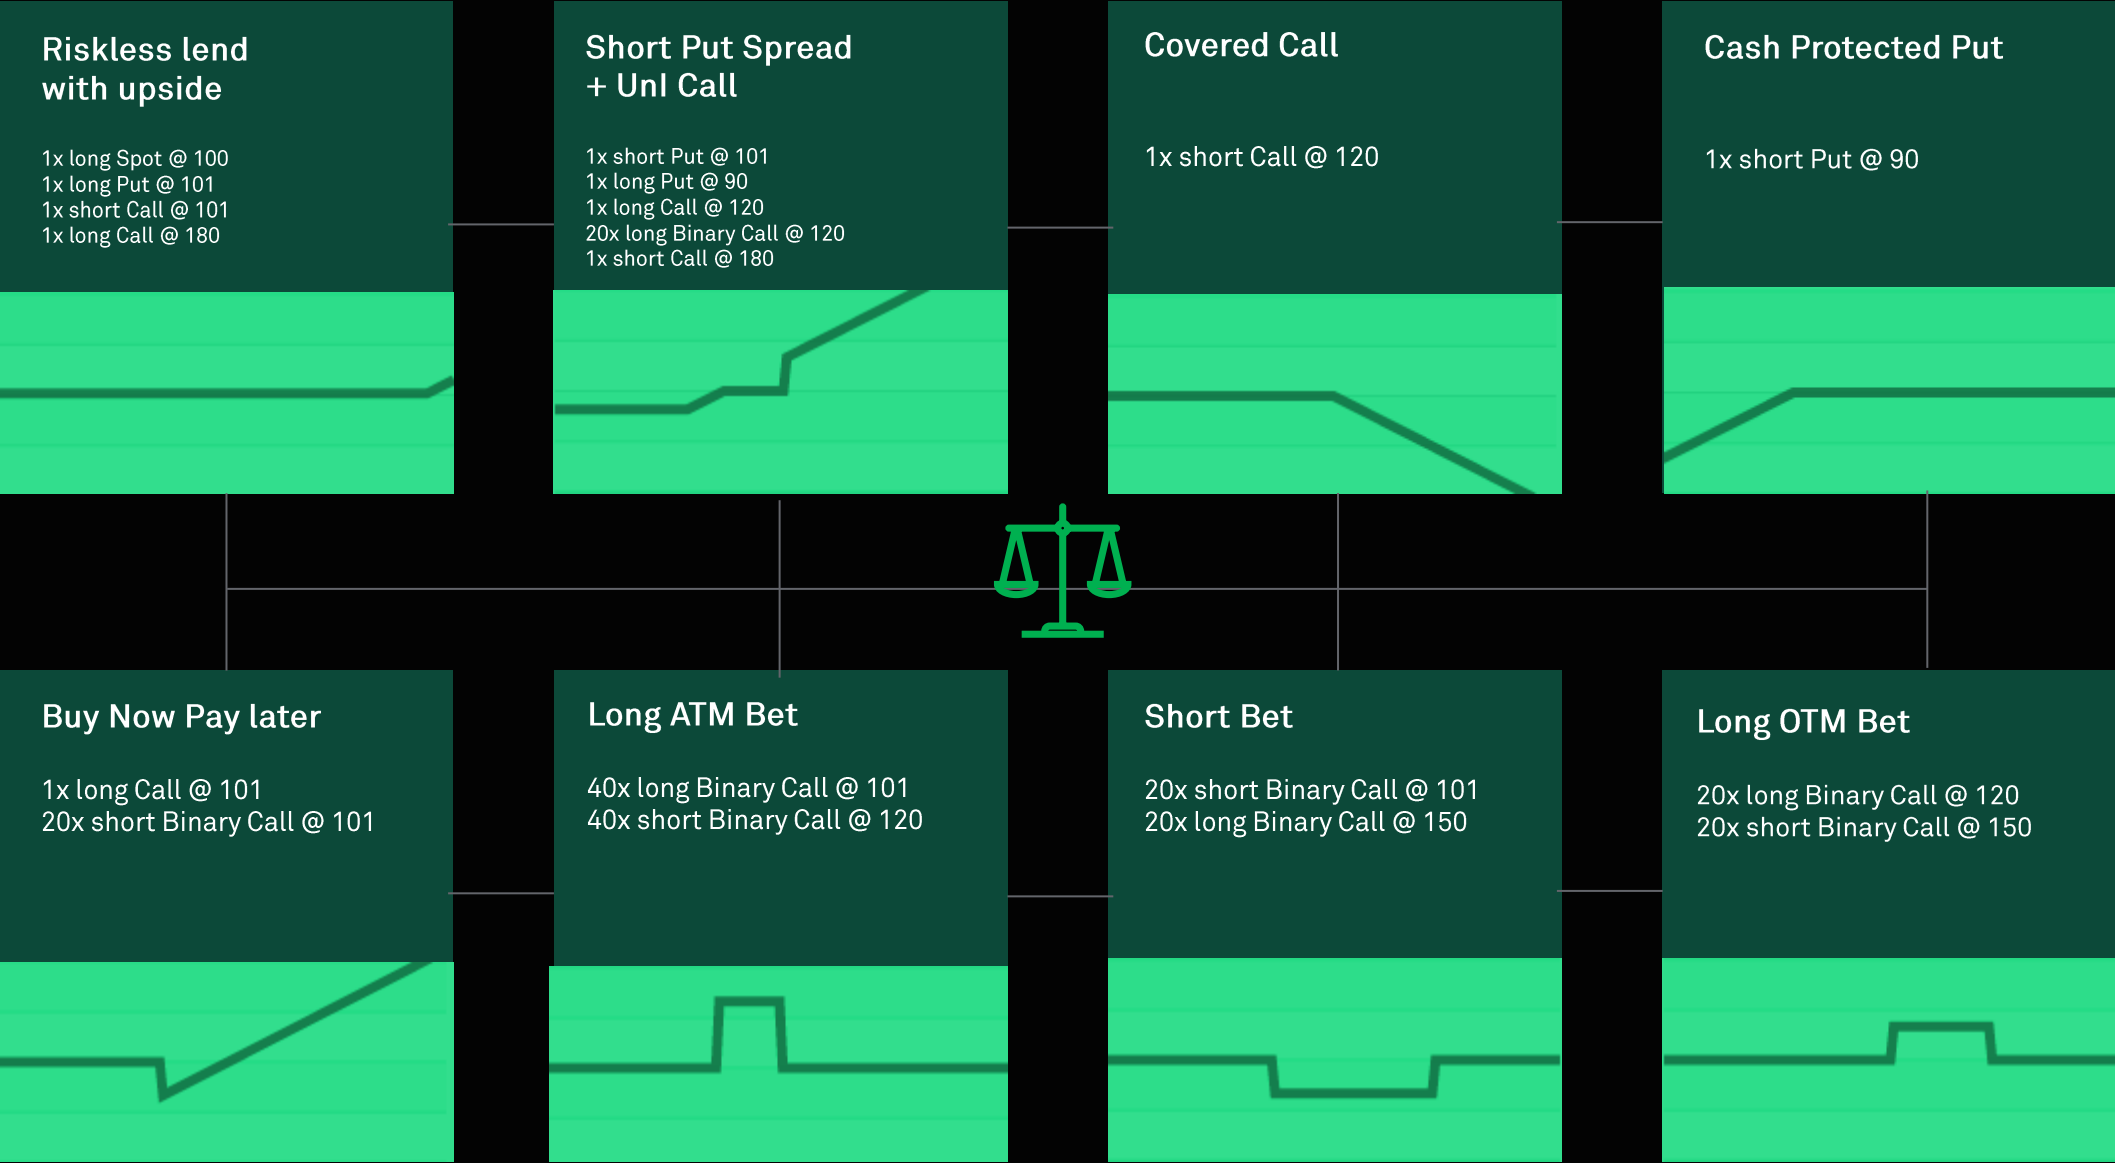 Riskless lend
with upside
1x long Spot @ 100
1x long Put @ 101
1x short Call @ 101
1x long Call @ 180
Short Put Spread
+ UnI Call
1x short Put @ 101
1x long Put @ 90
1x long Call @ 120
20x long Binary Call @ 120
1x short Call @ 180
Covered Call
1x short Call @ 120
Cash Protected Put
1x short Put @ 90
Buy Now Pay later
1x long Call @ 101
20x short Binary Call @ 101
Long ATM Bet
40x long Binary Call @ 101
40x short Binary Call @ 120
Short Bet
20x short Binary Call @ 101
20x long Binary Call @ 150
Long OTM Bet
20x long Binary Call @ 120
20x short Binary Call @ 150